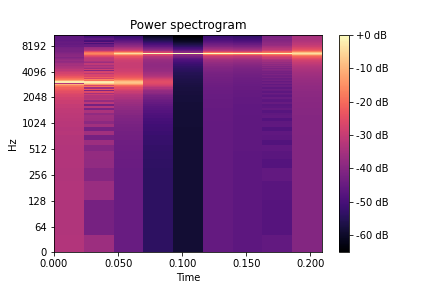 Power spectrogram
8192
4096
2048
1024
512
256
128
64
0
Hz
0.000 0.050 0.100 0.150 0.200
Time
+0 dB
-10 dB
-20 dB
-30 dB
-40 dB
-50 dB
-60 dB